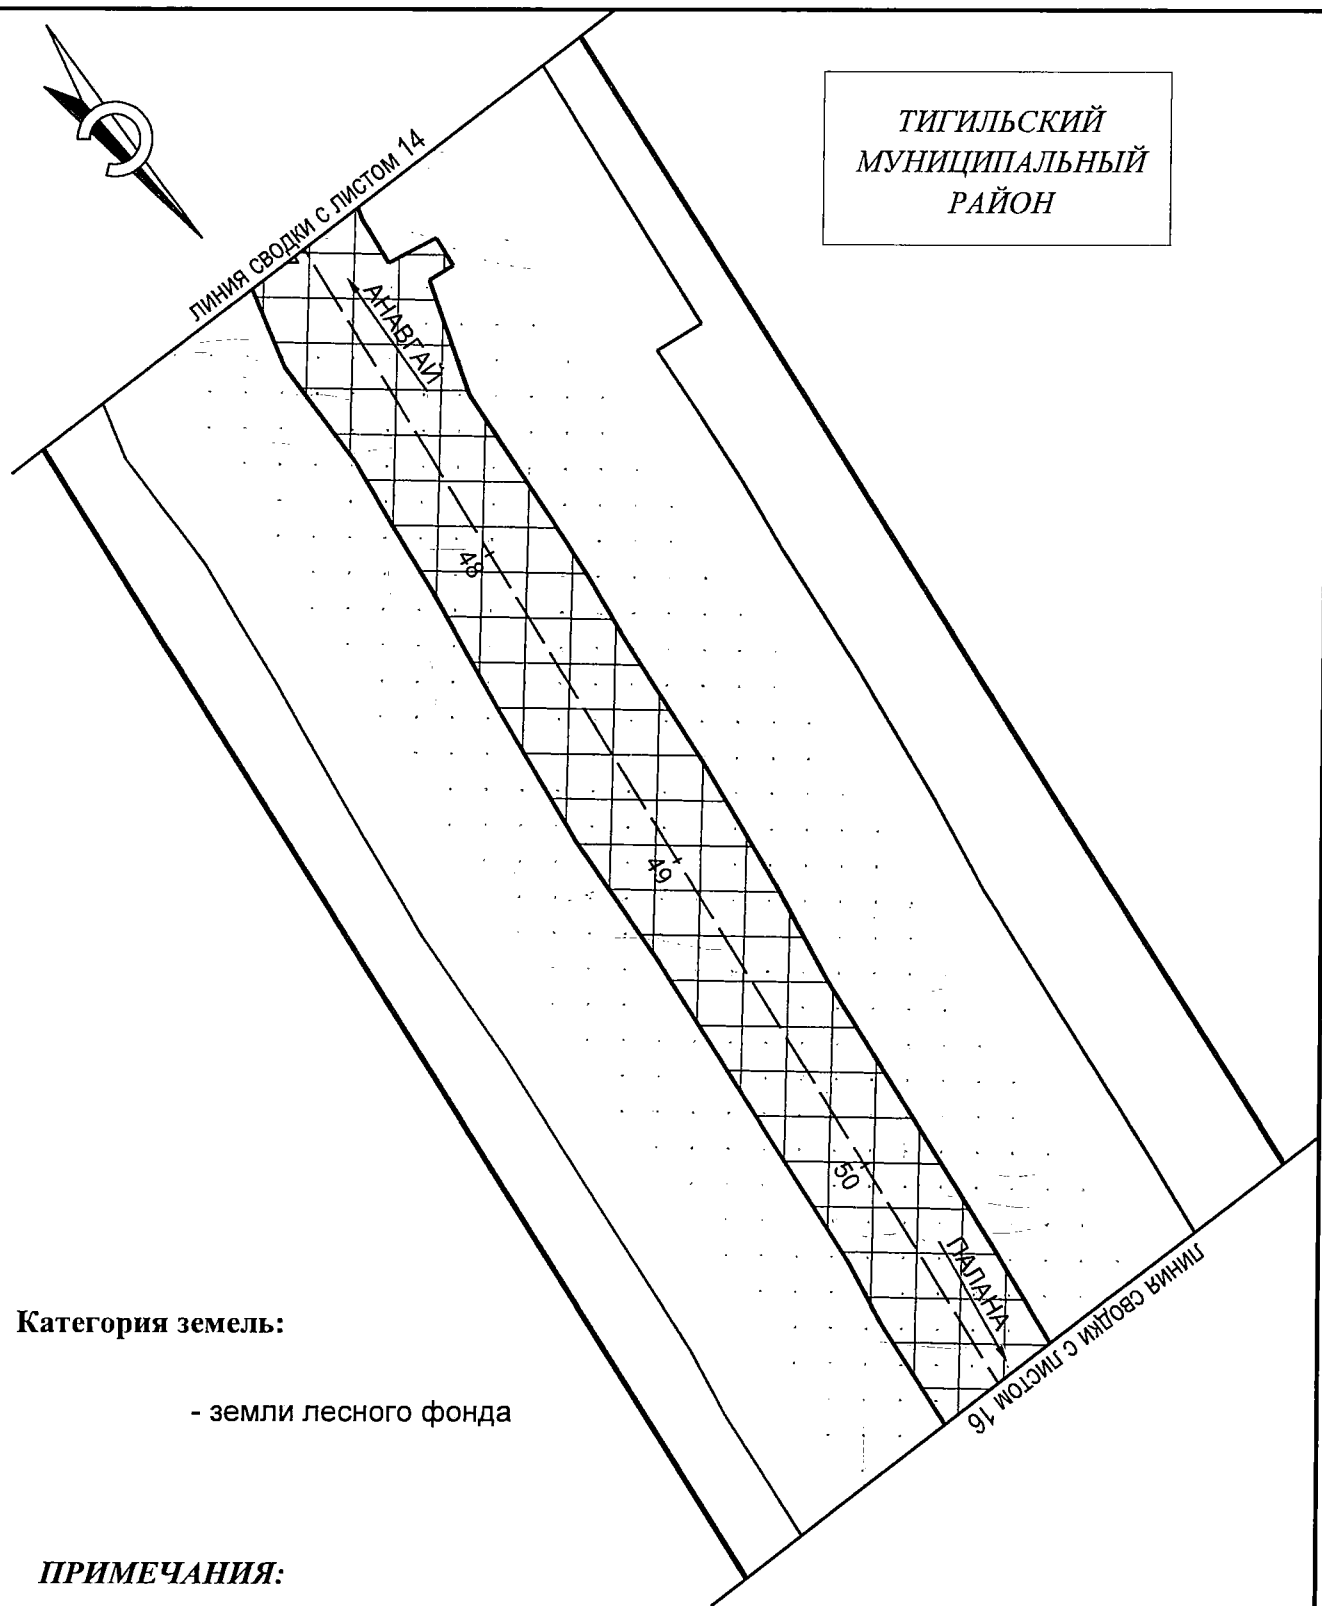 С
ТИГИЛЬСКИЙ
МУНИЦИПАЛЬНЫЙ
РАЙОН
ЛИНИЯ СВОДКИ С ЛИСТОМ 14
АНАВГАЙ
48
49
50
ПАЛАНА
ЛИНИЯ СВОДКИ С ЛИСТОМ 16
Категория земель:
- земли лесного фонда
ПРИМЕЧАНИЯ: